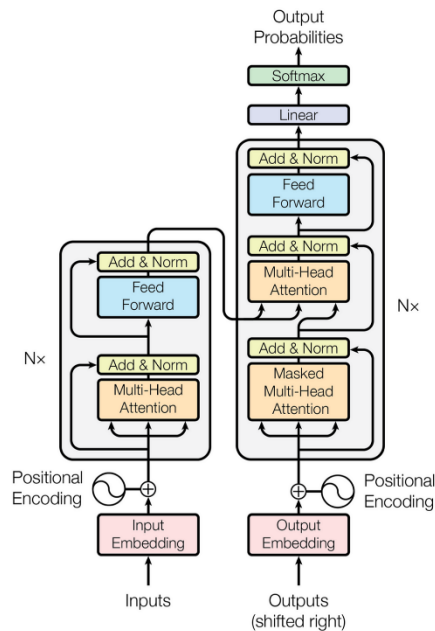 Output
Probabilities
Softmax
Linear
Add & Norm
Feed
Forward
Add & Norm
Multi-Head
Attention
Add & Norm
Masked
Multi-Head
Attention
N×
Add & Norm
Feed
Forward
Add & Norm
Multi-Head
Attention
N×
Positional
Encoding
Positional
Encoding
Input
Embedding
Output
Embedding
Inputs
Outputs
(shifted right)